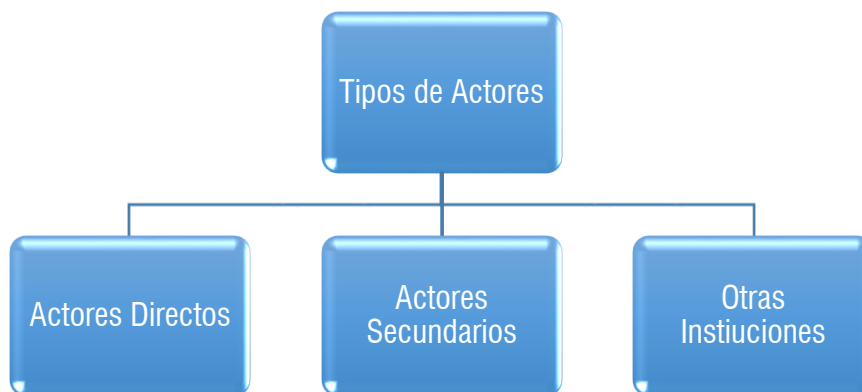 Tipos de Actores
Actores Directos
Actores
Secundarios
Otras
Instiuciones